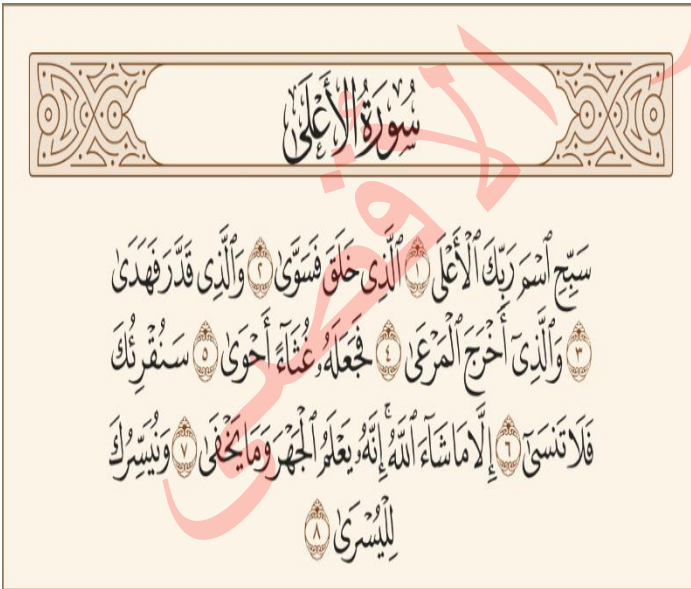 سُورَةُ الأَعْلَىٰ
سَبِّحِ ٱسْمَ رَبِّكَ ٱلْأَعْلَى ١ ٱلَّذِى خَلَقَ فَسَوَّىٰ ٢ وَٱلَّذِى قَدَّرَ فَهَدَىٰ
٣ وَٱلَّذِىٓ أَخْرَجَ ٱلْمَرْعَىٰ ٤ فَجَعَلَهُۥ غُثَآءً أَحْوَىٰ ٥ سَنُقْرِئُكَ
فَلَا تَنسَىٰٓ ٦ إِلَّا مَا شَآءَ ٱللَّهُ ۚ إِنَّهُۥ يَعْلَمُ ٱلْجَهْرَ وَمَا يَخْفَىٰ ٧ وَنُيَسِّرُكَ
لِلْيُسْرَىٰ ٨